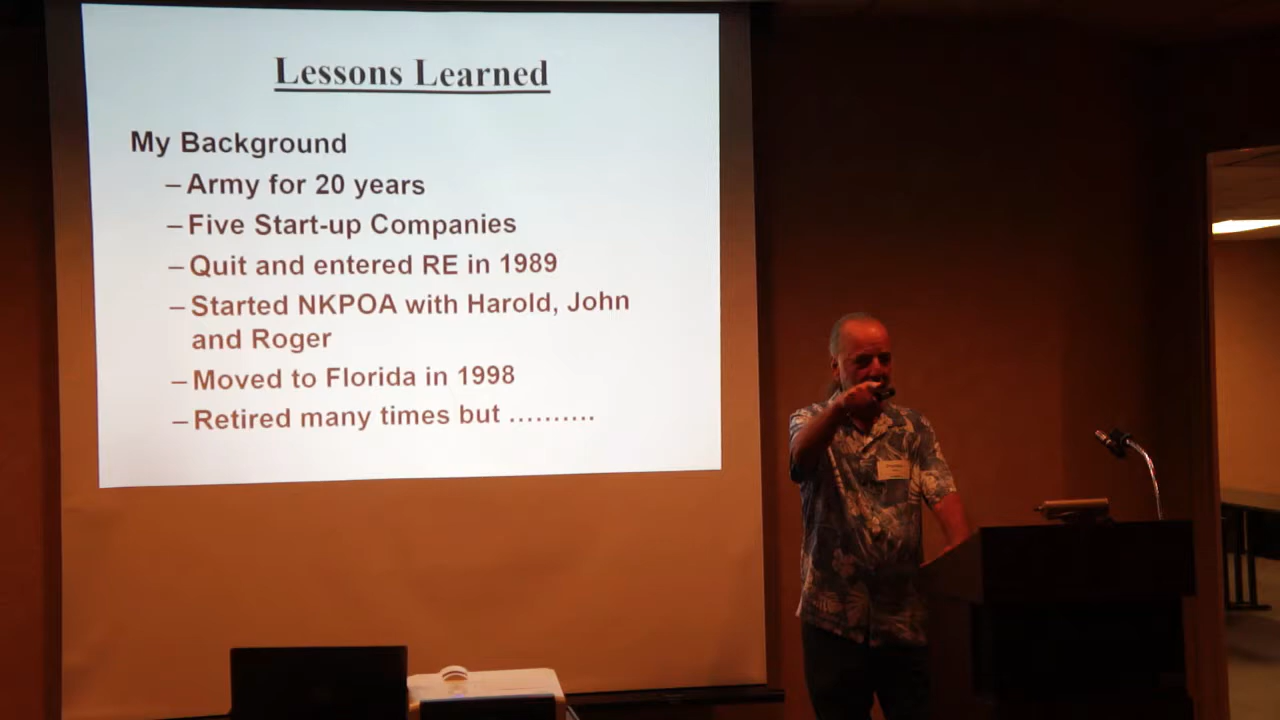 Lessons Learned
My Background
– Army for 20 years
– Five Start-up Companies
– Quit and entered RE in 1989
– Started NKPOA with Harold, John
and Roger
– Moved to Florida in 1998
– Retired many times but ……….